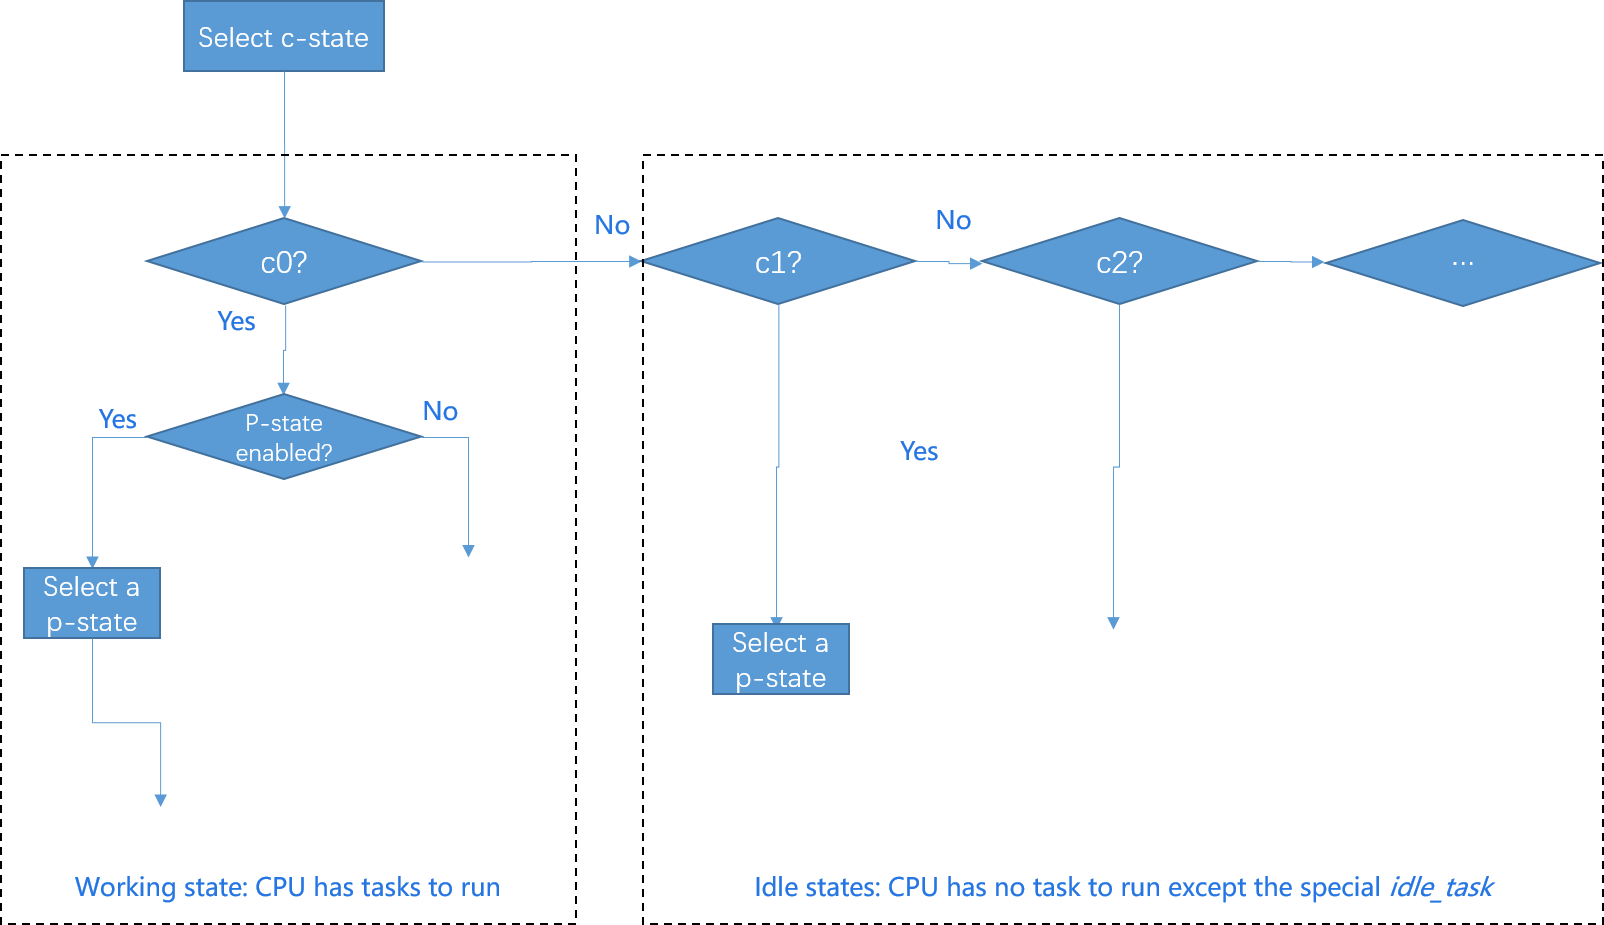 Select c-state
No
No
c0?
c1?
c2?
...
Yes
Yes
P-state
enabled?
No
Yes
Select a
p-state
Select a
p-state
Working state: CPU has tasks to run
Idle states: CPU has no task to run except the special idle_task